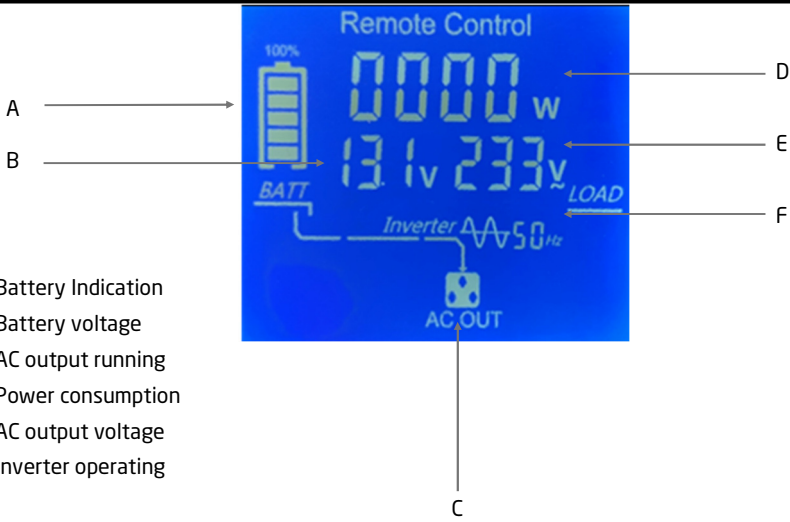 Remote Control
100%
0000 W
D
A
E
B
13.1 V 233 V
BATT
LOAD
F
Inverter 50 Hz
AC OUT
Battery Indication
Battery voltage
AC output running
Power consumption
AC output voltage
Inverter operating
C